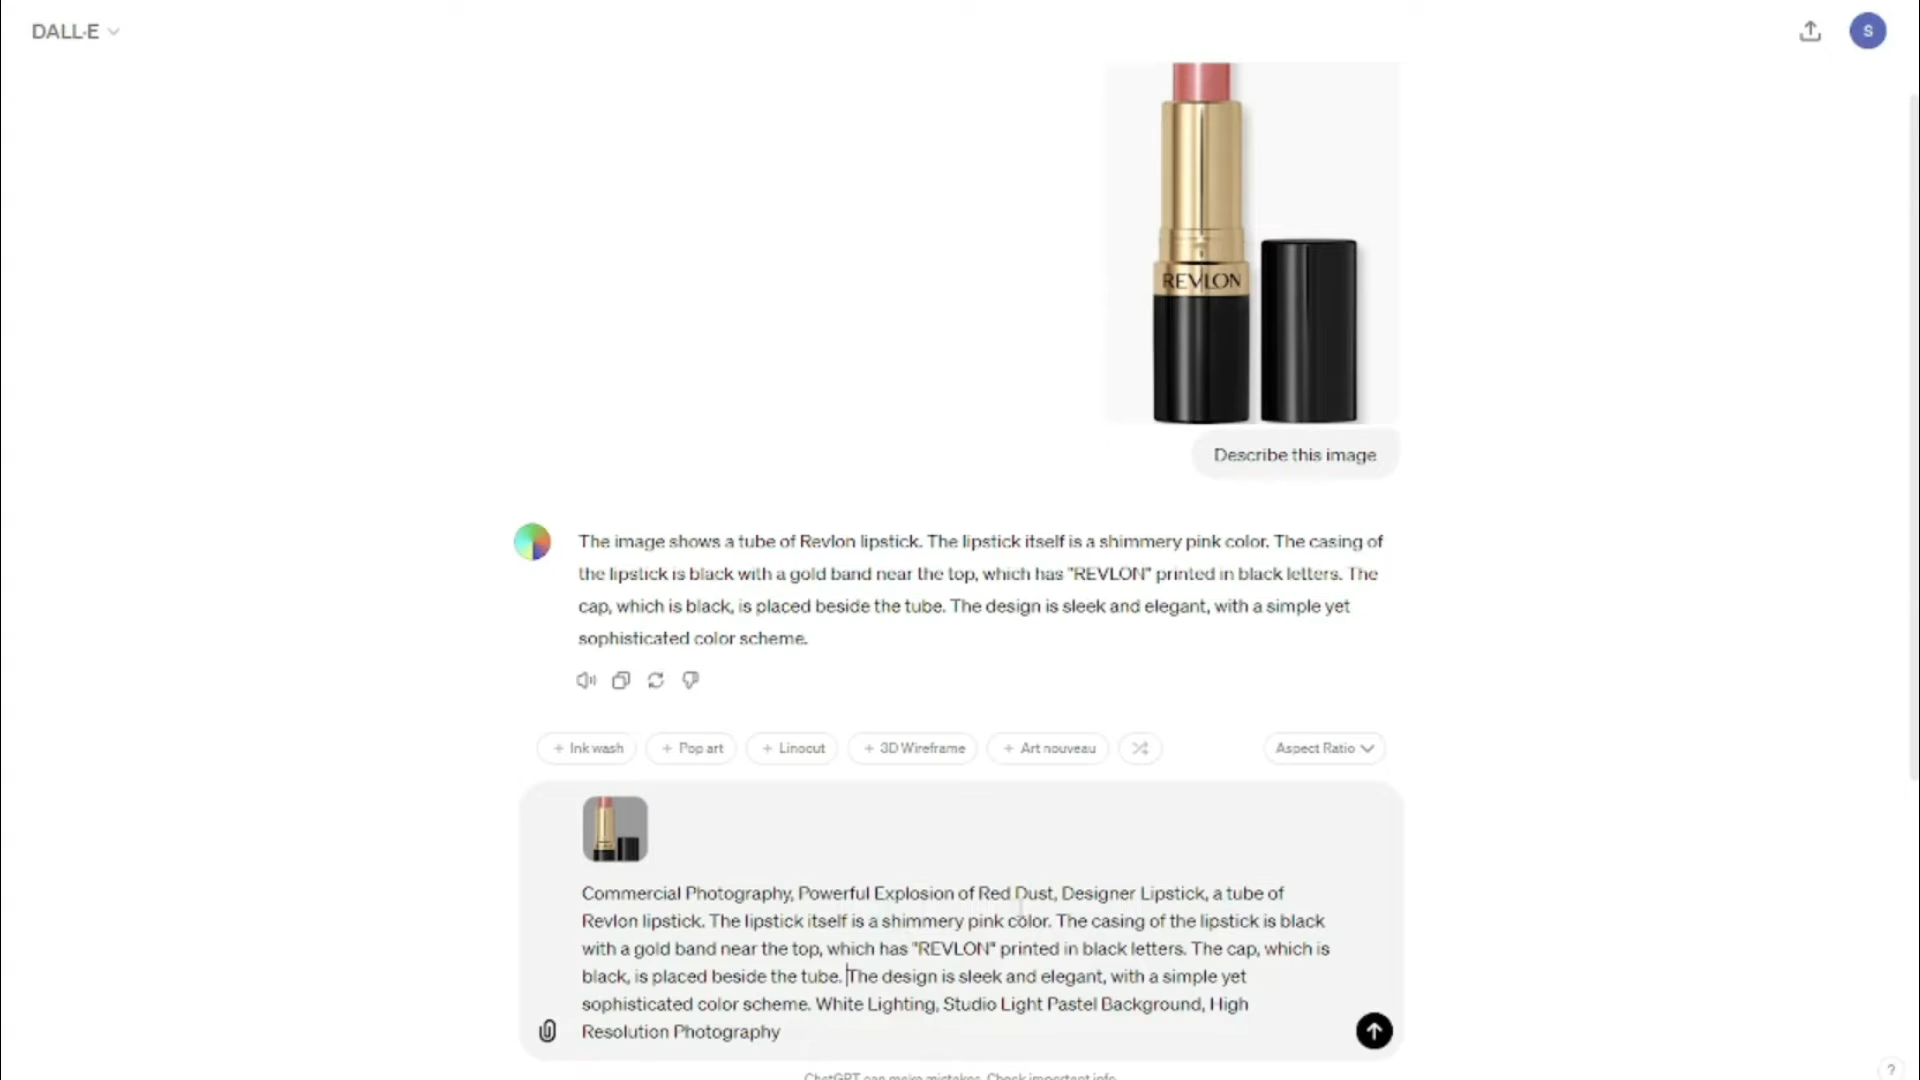 DALL·E
S
REVLON
Describe this image
The image shows a tube of Revlon lipstick. The lipstick itself is a shimmery pink color. The casing of
the lipstick is black with a gold band near the top, which has "REVLON" printed in black letters. The
cap, which is black, is placed beside the tube. The design is sleek and elegant, with a simple yet
sophisticated color scheme.
+ Ink wash + Pop art + Linocut + 3D Wireframe + Art nouveau Aspect Ratio
Commercial Photography, Powerful Explosion of Red Dust, Designer Lipstick, a tube of
Revlon lipstick. The lipstick itself is a shimmery pink color. The casing of the lipstick is black
with a gold band near the top, which has "REVLON" printed in black letters. The cap, which is
black, is placed beside the tube. The design is sleek and elegant, with a simple yet
sophisticated color scheme. White Lighting, Studio Light Pastel Background, High
Resolution Photography
ChatGPT can make mistakes. Check important info.
?